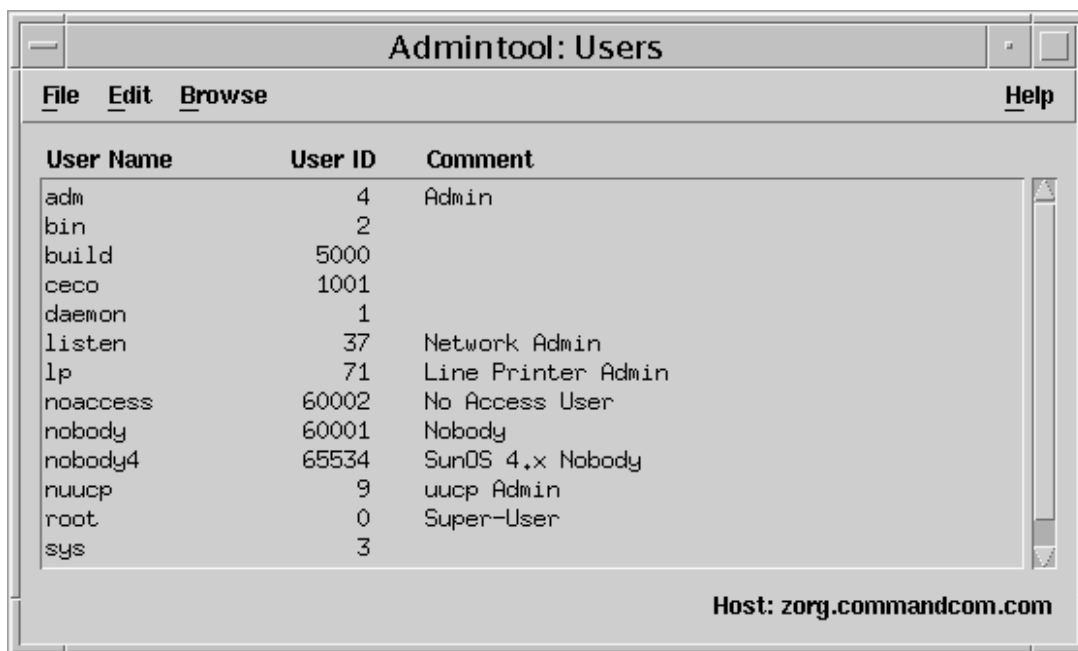 Admintool: Users
File Edit Browse Help
User Name User ID Comment
adm 4 Admin
bin 2
build 5000
ceco 1001
daemon 1
listen 37 Network Admin
lp 71 Line Printer Admin
noaccess 60002 No Access User
nobody 60001 Nobody
nobody4 65534 SunOS 4.x Nobody
nuucp 9 uucp Admin
root 0 Super-User
sys 3
Host: zorg.commandcom.com